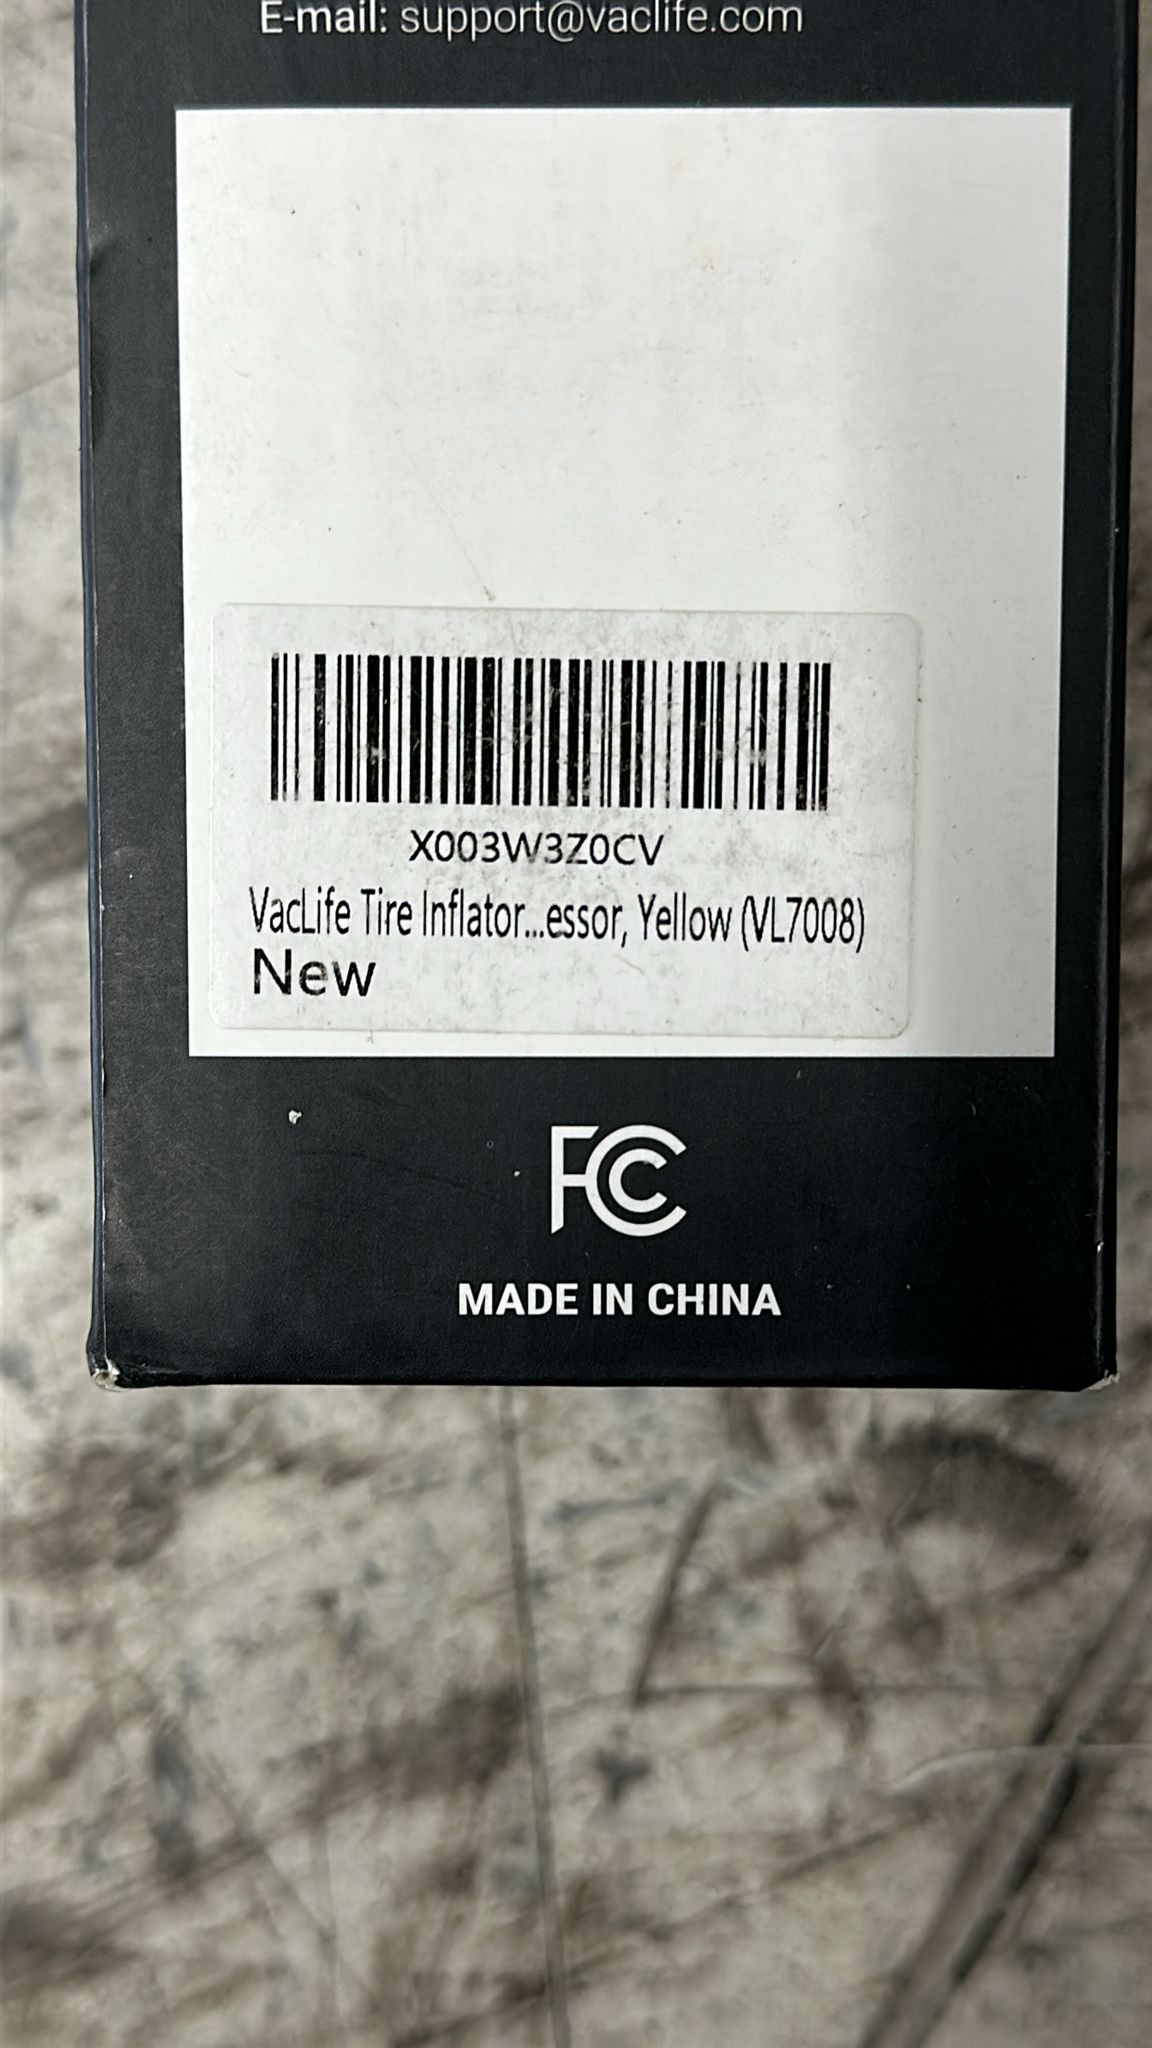 E-mail: support@vaclife.com
X003W3Z0CV
VacLife Tire Inflator...essor, Yellow (VL7008)
New
FC
MADE IN CHINA